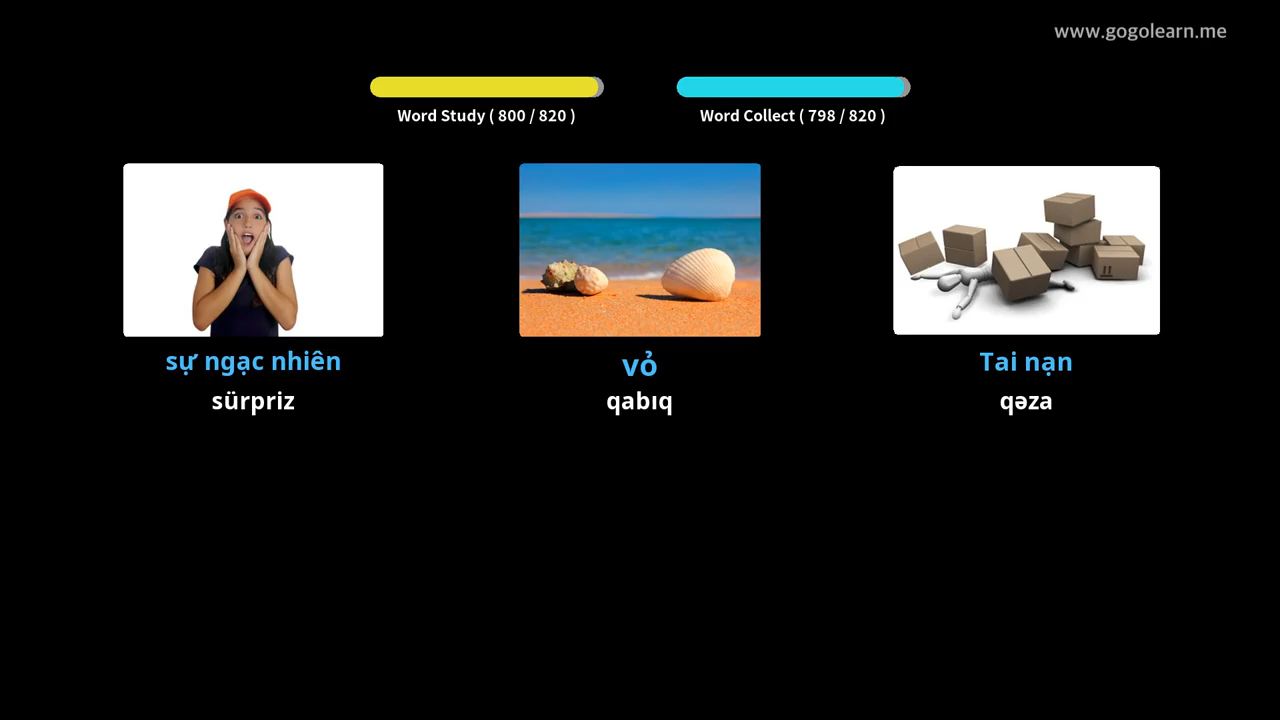 www.gogolearn.me
Word Study ( 800 / 820 )
Word Collect ( 798 / 820 )
sự ngạc nhiên
vỏ
Tai nạn
sürpriz
qabıq
qəza